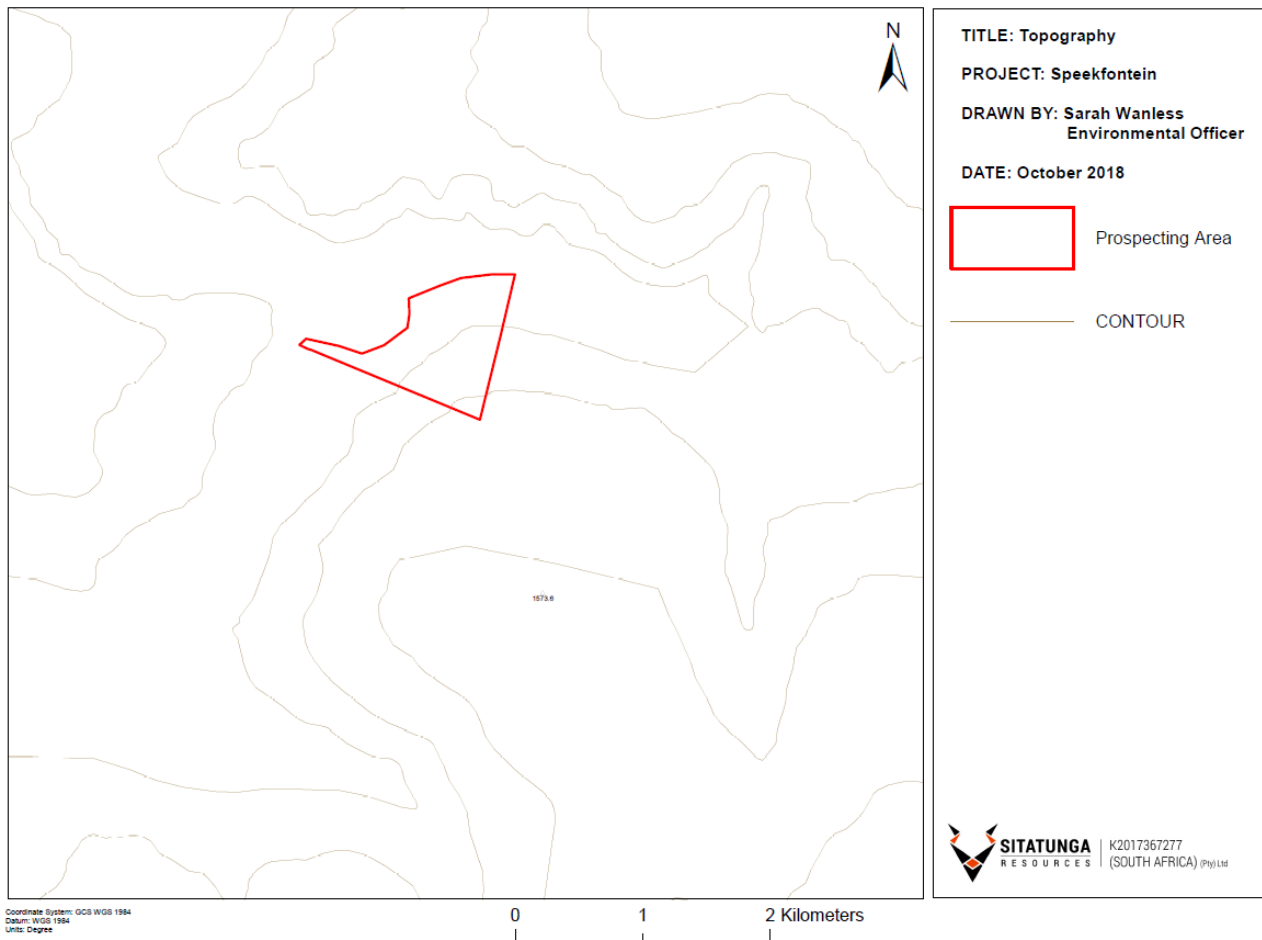 N
1573.6
TITLE: Topography
PROJECT: Speekfontein
DRAWN BY: Sarah Wanless
Environmental Officer
DATE: October 2018
Prospecting Area
CONTOUR
SITATUNGA
RESOURCES
K2017367277
(SOUTH AFRICA) (Pty) Ltd
Coordinate System: GCS WGS 1984
Datum: WGS 1984
Units: Degree
0 1 2 Kilometers